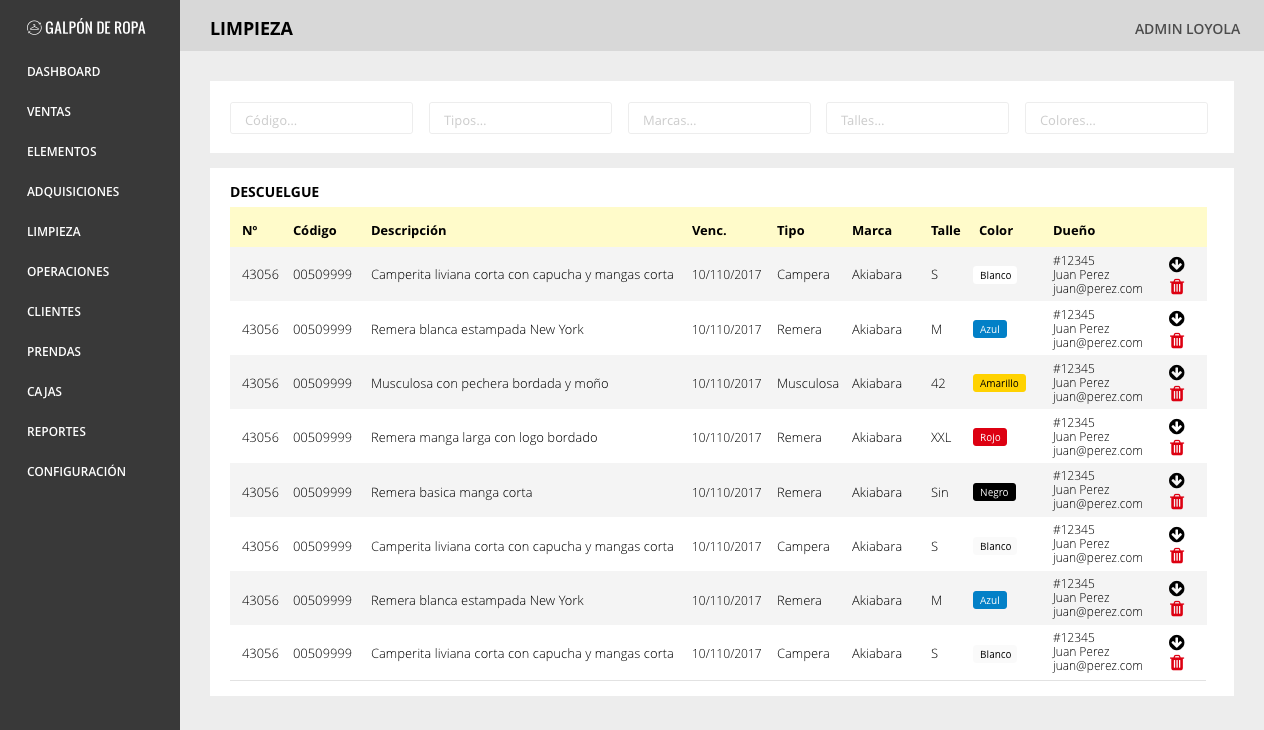 GALPÓN DE ROPA
LIMPIEZA
ADMIN LOYOLA
DASHBOARD
VENTAS
ELEMENTOS
ADQUISICIONES
LIMPIEZA
OPERACIONES
CLIENTES
PRENDAS
CAJAS
REPORTES
CONFIGURACIÓN
Código... Tipos... Marcas... Talles... Colores...
DESCUELGUE
Nº Código Descripción Venc. Tipo Marca Talle Color Dueño
43056 00509999 Camperita liviana corta con capucha y mangas corta 10/110/2017 Campera Akiabara S Blanco #12345
Juan Perez
juan@perez.com
43056 00509999 Remera blanca estampada New York 10/110/2017 Remera Akiabara M Azul #12345
Juan Perez
juan@perez.com
43056 00509999 Musculosa con pechera bordada y moño 10/110/2017 Musculosa Akiabara 42 Amarillo #12345
Juan Perez
juan@perez.com
43056 00509999 Remera manga larga con logo bordado 10/110/2017 Remera Akiabara XXL Rojo #12345
Juan Perez
juan@perez.com
43056 00509999 Remera basica manga corta 10/110/2017 Remera Akiabara Sin Negro #12345
Juan Perez
juan@perez.com
43056 00509999 Camperita liviana corta con capucha y mangas corta 10/110/2017 Campera Akiabara S Blanco #12345
Juan Perez
juan@perez.com
43056 00509999 Remera blanca estampada New York 10/110/2017 Remera Akiabara M Azul #12345
Juan Perez
juan@perez.com
43056 00509999 Camperita liviana corta con capucha y mangas corta 10/110/2017 Campera Akiabara S Blanco #12345
Juan Perez
juan@perez.com